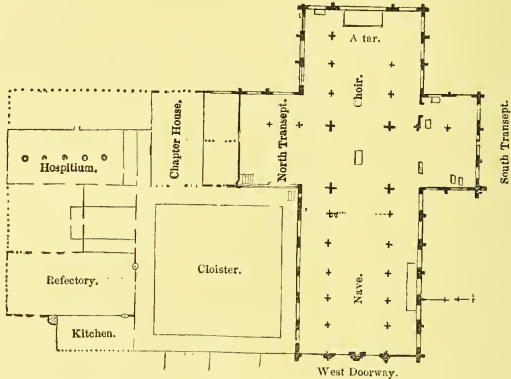 A tar.
Choir.
Chapter House.
North Transept.
South Transept.
Hospitium.
Refectory.
Cloister.
Nave.
Kitchen.
West Doorway.